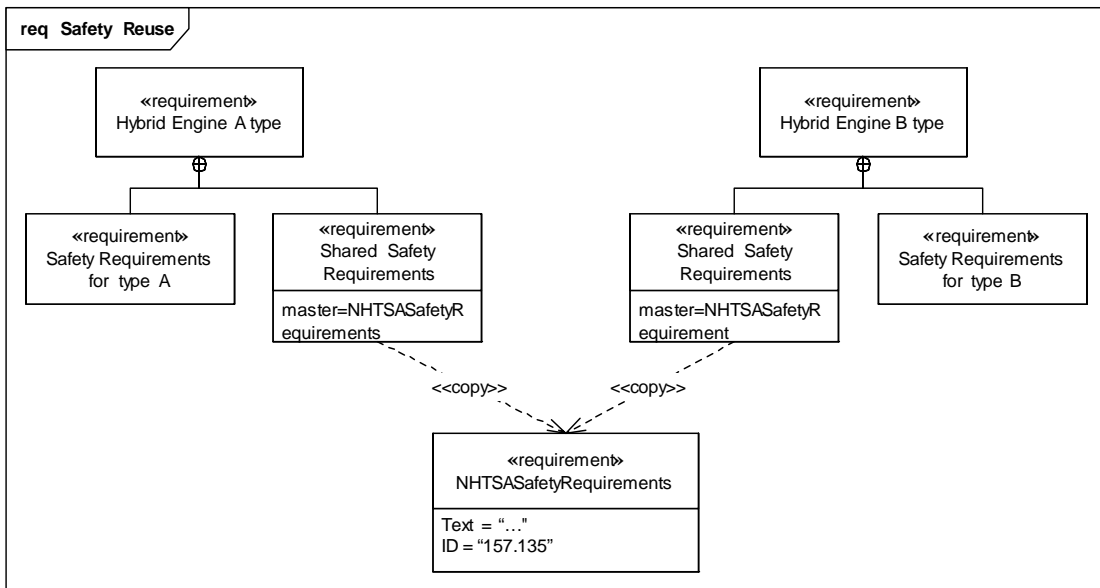 req Safety Reuse
«requirement»
Hybrid Engine A type
«requirement»
Hybrid Engine B type
«requirement»
Safety Requirements
for type A
«requirement»
Shared Safety
Requirements
master=NHTSASafetyR
equirements
«requirement»
Shared Safety
Requirements
master=NHTSASafetyR
equirement
«requirement»
Safety Requirements
for type B
<<copy>>
<<copy>>
«requirement»
NHTSASafetyRequirements
Text = “…"
ID = “157.135”